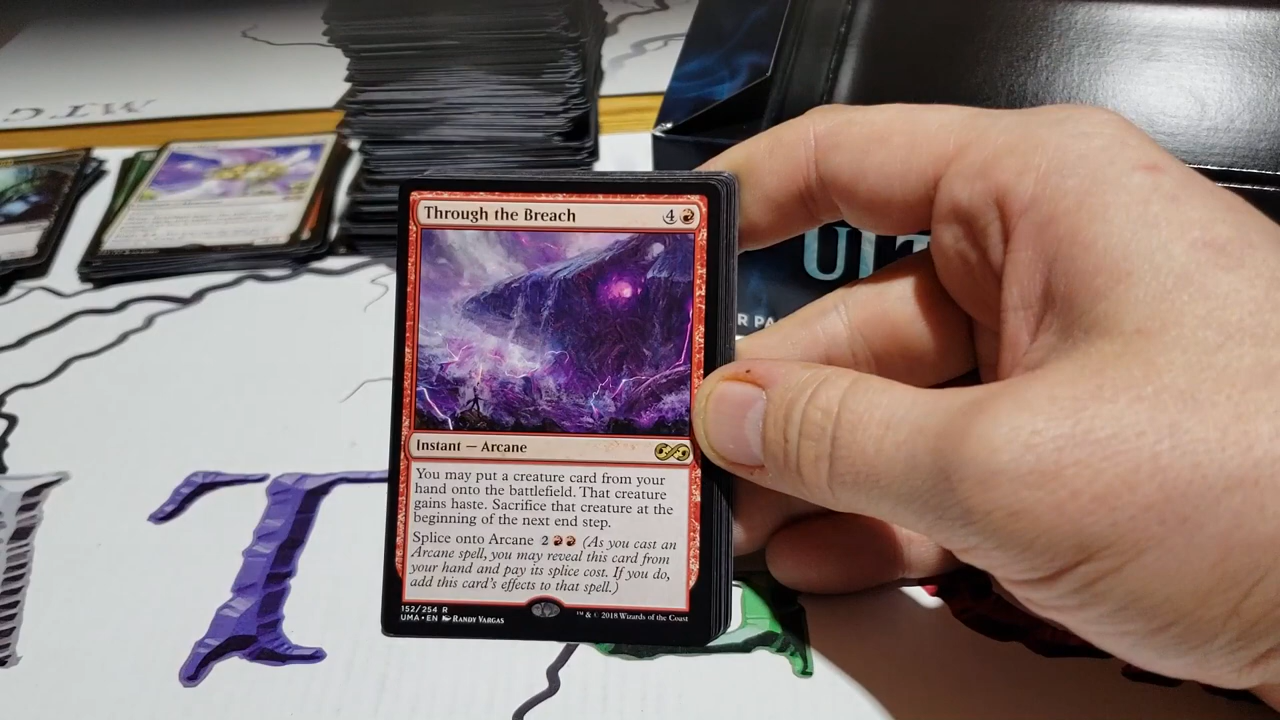 MTG
Through the Breach 4
ULT
R PA
Instant — Arcane
You may put a creature card from your
hand onto the battlefield. That creature
gains haste. Sacrifice that creature at the
beginning of the next end step.
Splice onto Arcane 2 (As you cast an
Arcane spell, you may reveal this card from
your hand and pay its splice cost. If you do,
add this card's effects to that spell.)
152/254 R
UMA • EN Randy Vargas
™ & © 2018 Wizards of the Coast
T